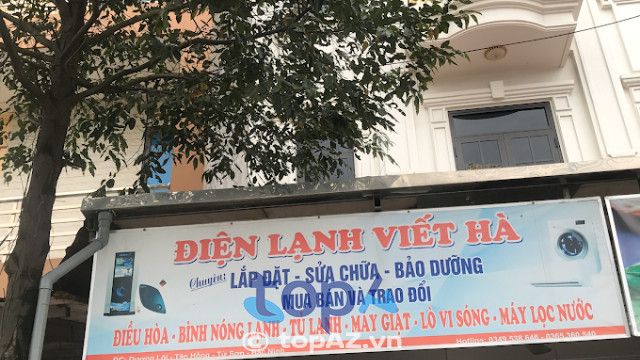 ĐIỆN LẠNH VIẾT HÀ
Chuyên: LẮP ĐẶT - SỬA CHỮA - BẢO DƯỠNG
MUA BÁN VÀ TRAO ĐỔI
ĐIỀU HÒA - BÌNH NÓNG LẠNH - TỦ LẠNH - MÁY GIẶT - LÒ VI SÓNG - MÁY LỌC NƯỚC
topAZ
© topAZ.vn